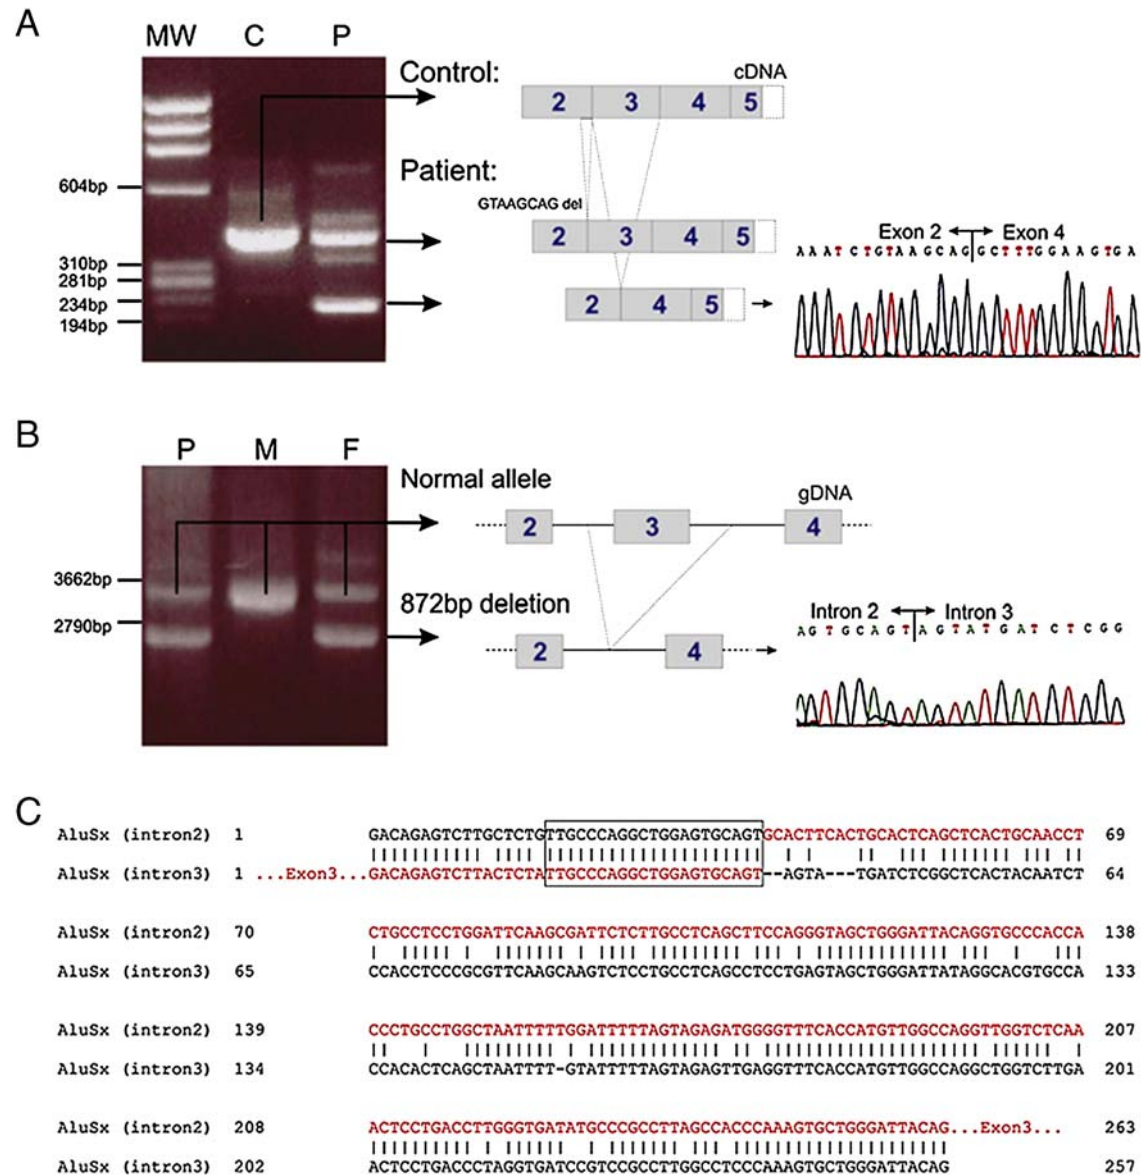 A
MW C P
604bp
310bp
281bp
234bp
194bp
Control:
cDNA
2 3 4 5
Patient:
GTAAGCAG del
2 3 4 5
2 4 5
Exon 2 Exon 4
A A A T C T G T A A G C A G G C T T T G G A A G T G A
B
P M F
3662bp
2790bp
Normal allele
gDNA
2 3 4
872bp deletion
2 4
Intron 2 Intron 3
A G T G C A G T A G T A T G A T C T C G G
C
AluSx (intron2) 1 GACAGAGTCTTGCTCTGTTGCCCAGGCTGGAGTGCAGTGCACTTCACTGCACTCAGCTCACTGCAACCT 69
AluSx (intron3) 1 ...Exon3...GACAGAGTCTTACTCTATTGCCCAGGCTGGAGTGCAGT--AGTA---TGATCTCGGCTCACTACAATCT 64
AluSx (intron2) 70 CTGCCTCCTGGATTCAAGCGATTCTCTTGCCTCAGCTTCCAGGGTAGCTGGGATTACAGGTGCCCACCA 138
AluSx (intron3) 65 CCACCTCCCGCGTTCAAGCAAGTCTCCTGCCTCAGCCTCCTGAGTAGCTGGGATTATAGGCACGTGCCA 133
AluSx (intron2) 139 CCCTGCCTGGCTAATTTTTGGATTTTTAGTAGAGATGGGGTTTCACCATGTTGGCCAGGTTGGTCTCAA 207
AluSx (intron3) 134 CCACACTCAGCTAATTTT-GTATTTTTAGTAGAGTTGAGGTTTCACCATGTTGGCCAGGCTGGTCTTGA 201
AluSx (intron2) 208 ACTCCTGACCTTGGGTGATATGCCCGCCTTAGCCACCCAAAGTGCTGGGATTACAG...Exon3... 263
AluSx (intron3) 202 ACTCCTGACCCTAGGTGATCCGTCCGCCTTGGCCTCCCAAAGTGCTGGGATTACAG 257